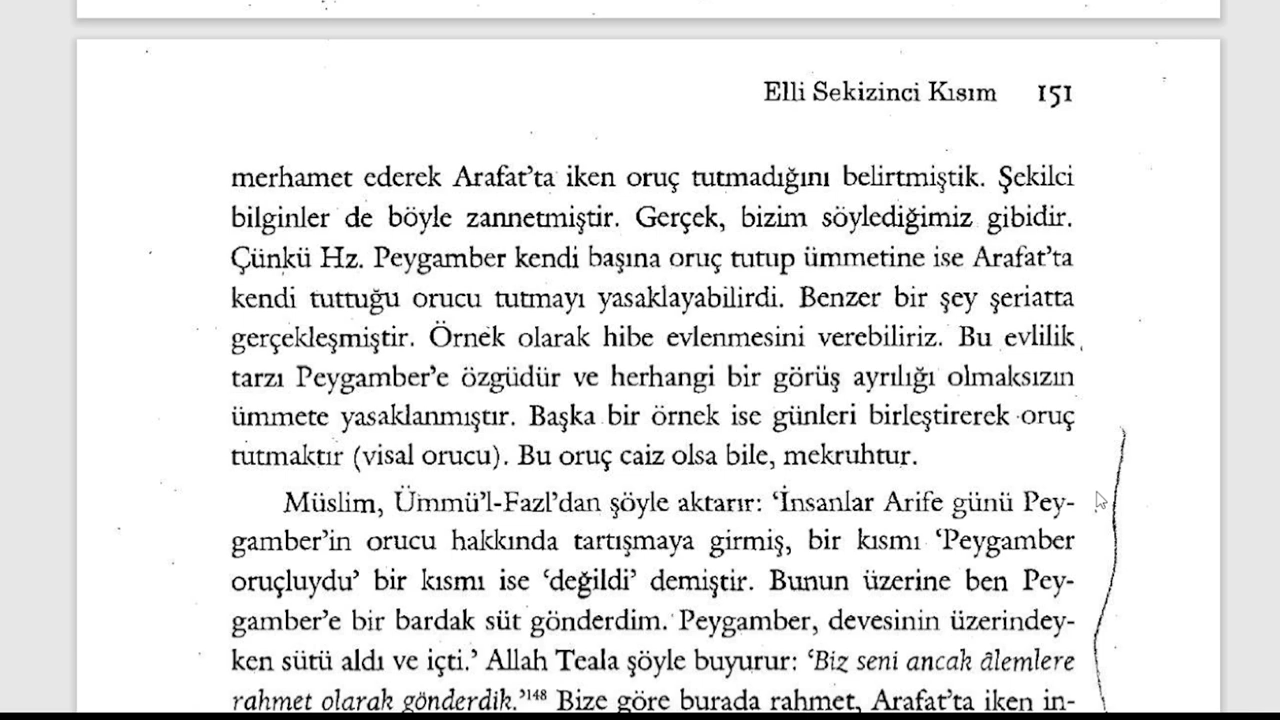 Elli Sekizinci Kısım 151
merhamet ederek Arafat’ta iken oruç tutmadığını belirtmiştik. Şekilci
bilginler de böyle zannetmiştir. Gerçek, bizim söylediğimiz gibidir.
Çünkü Hz. Peygamber kendi başına oruç tutup ümmetine ise Arafat’ta
kendi tuttuğu orucu tutmayı yasaklayabilirdi. Benzer bir şey şeriatta
gerçekleşmiştir. Örnek olarak hibe evlenmesini verebiliriz. Bu evlilik
tarzı Peygamber’e özgüdür ve herhangi bir görüş ayrılığı olmaksızın
ümmete yasaklanmıştır. Başka bir örnek ise günleri birleştirerek oruç
tutmaktır (visal orucu). Bu oruç caiz olsa bile, mekruhtur.
Müslim, Ümmü’l-Fazl’dan şöyle aktarır: ‘İnsanlar Arife günü Pey-
gamber’in orucu hakkında tartışmaya girmiş, bir kısmı ‘Peygamber
oruçluydu’ bir kısmı ise ‘değildi’ demiştir. Bunun üzerine ben Pey-
gamber’e bir bardak süt gönderdim. Peygamber, devesinin üzerindey-
ken sütü aldı ve içti.’ Allah Teala şöyle buyurur: ‘Biz seni ancak âlemlere
rahmet olarak gönderdik.’148 Bize göre burada rahmet, Arafat’ta iken in-